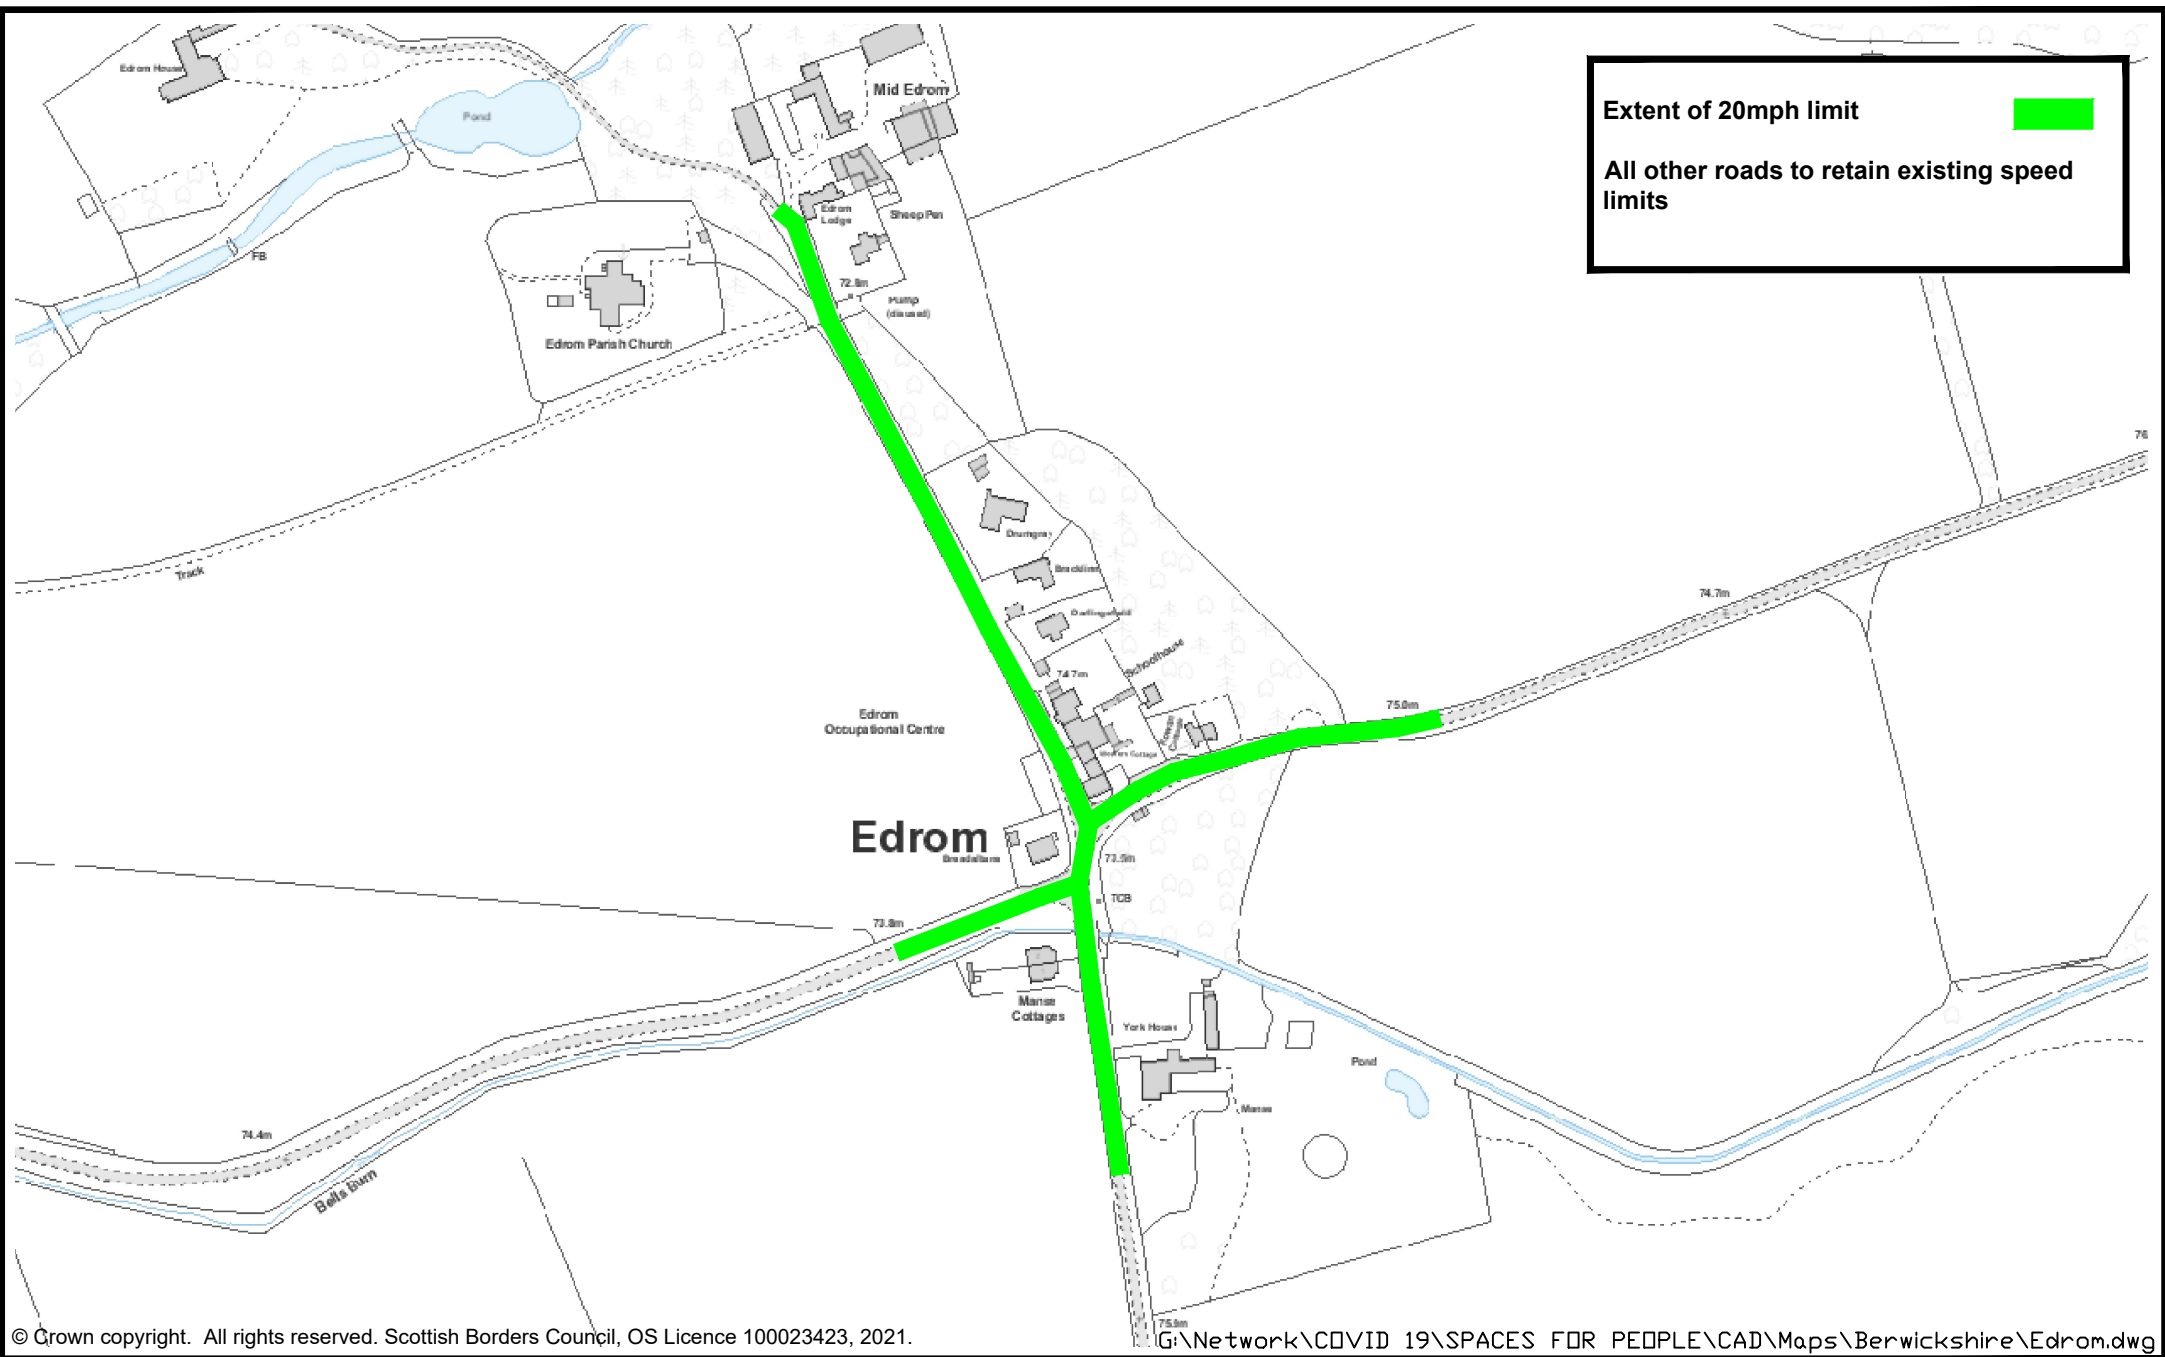 Edrom House
Pond
Mid Edrom
Extent of 20mph limit
All other roads to retain existing speed
limits
Edrom
Lodge
Sheep Pen
FB
72.8m
Pump
(disused)
Edrom Parish Church
76
Drumgray
Track
74.7m
Schoolhouse
74.7m
75.0m
Edrom
Occupational Centre
Rowan
Cottage
Edrom
Breadalbane
73.5m
TCB
73.8m
Manse
Cottages
York House
Pond
Manse
74.4m
Bells Burn
75.9m
© Crown copyright. All rights reserved. Scottish Borders Council, OS Licence 100023423, 2021.
G:\Network\COVID 19\SPACES FOR PEOPLE\CAD\Maps\Berwickshire\Edrom.dwg